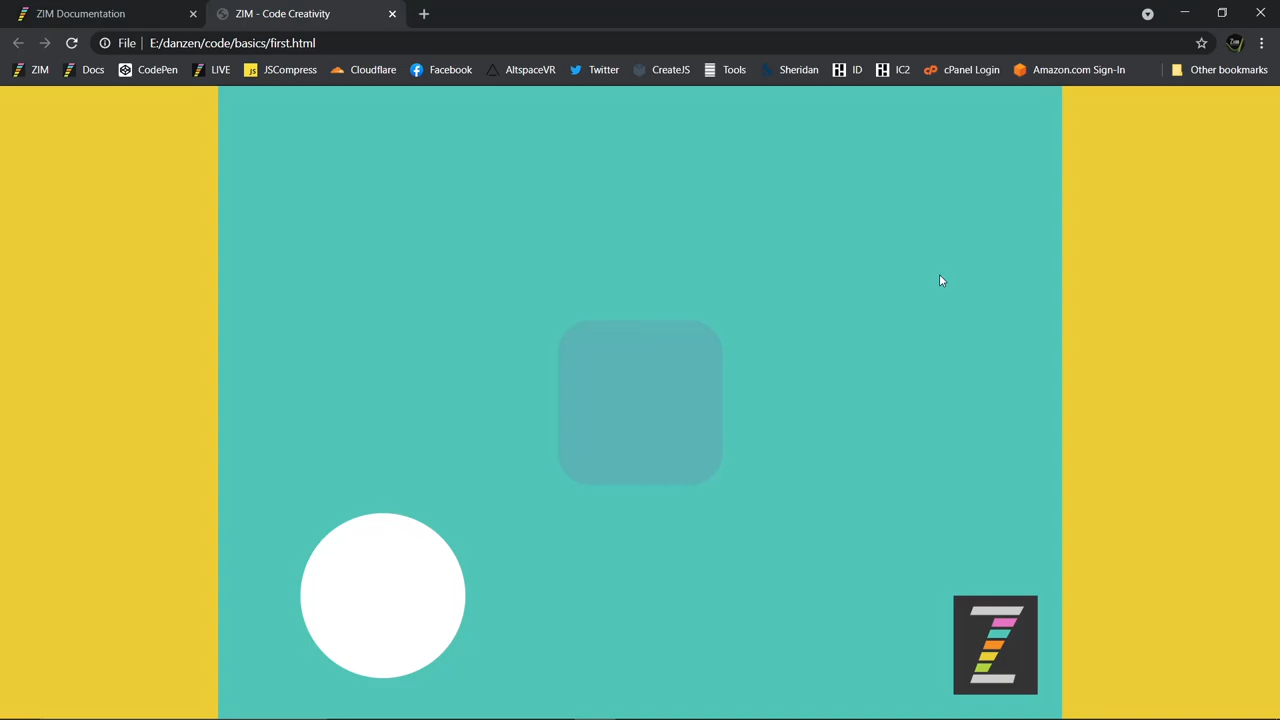 ZIM Documentation
ZIM - Code Creativity
File E:/danzen/code/basics/first.html
ZIM Docs CodePen LIVE JSCompress Cloudflare Facebook AltspaceVR Twitter CreateJS Tools Sheridan ID IC2 cPanel Login Amazon.com Sign-In Other bookmarks
Z